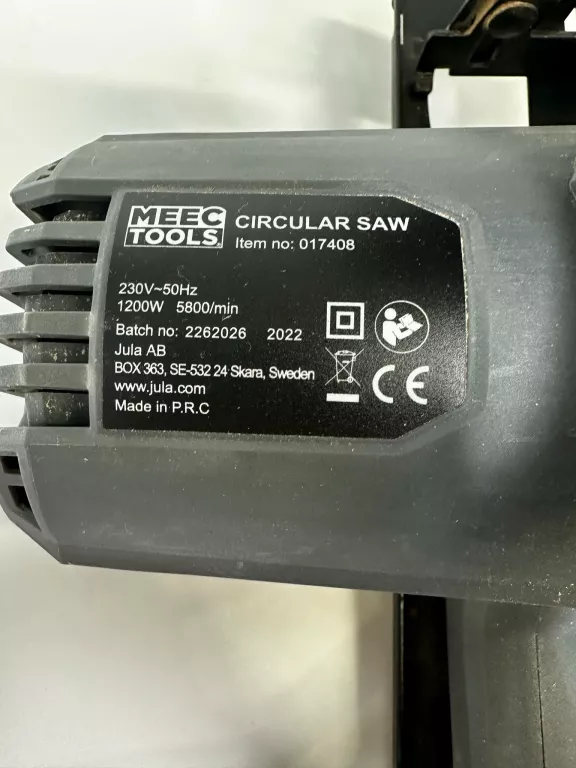 MEEC
TOOLS®
CIRCULAR SAW
Item no: 017408
230V~50Hz
1200W 5800/min
Batch no: 2262026 2022
Jula AB
BOX 363, SE-532 24 Skara, Sweden
www.jula.com
Made in P.R.C
CE